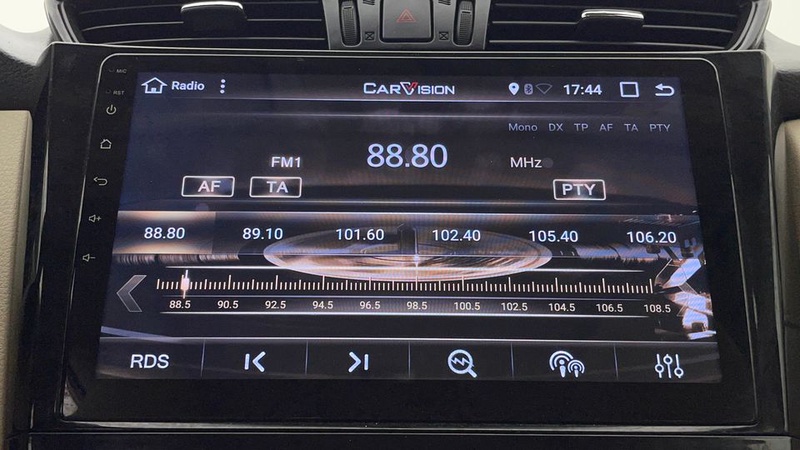 MIC
Radio
CARVISION
17:44
RST
Mono DX TP AF TA PTY
FM1
88.80
MHz
AF
TA
PTY
88.80 89.10 101.60 102.40 105.40 106.20
88.5 90.5 92.5 94.5 96.5 98.5 100.5 102.5 104.5 106.5 108.5
RDS